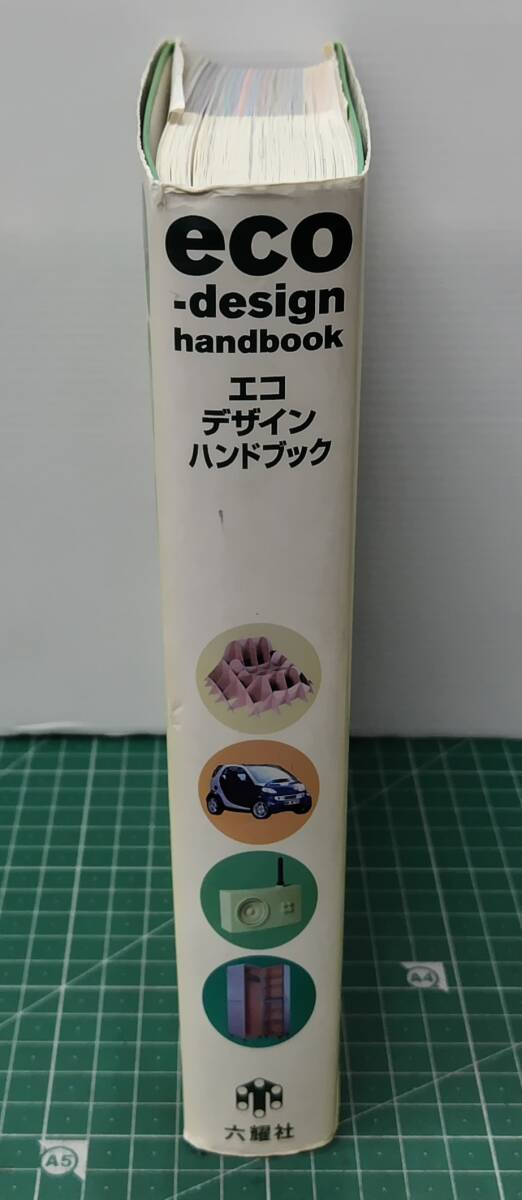 eco
-design
handbook
エコ
デザイン
ハンドブック
六耀社
A4
A5